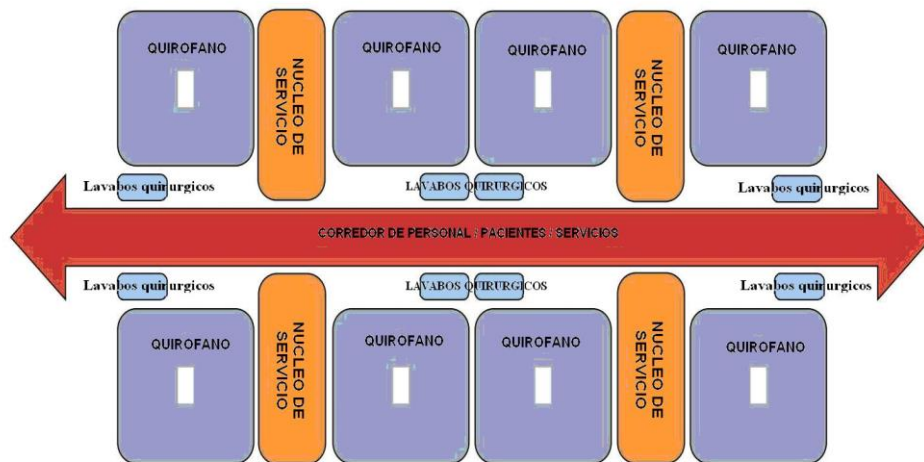 QUIROFANO
NUCLEO DE
SERVICIO
QUIROFANO
QUIROFANO
NUCLEO DE
SERVICIO
QUIROFANO
Lavabos quirurgicos
LAVABOS QUIRURGICOS
Lavabos quirurgicos
CORREDOR DE PERSONAL / PACIENTES / SERVICIOS
Lavabos quirurgicos
LAVABOS QUIRURGICOS
Lavabos quirurgicos
QUIROFANO
NUCLEO DE
SERVICIO
QUIROFANO
QUIROFANO
NUCLEO DE
SERVICIO
QUIROFANO